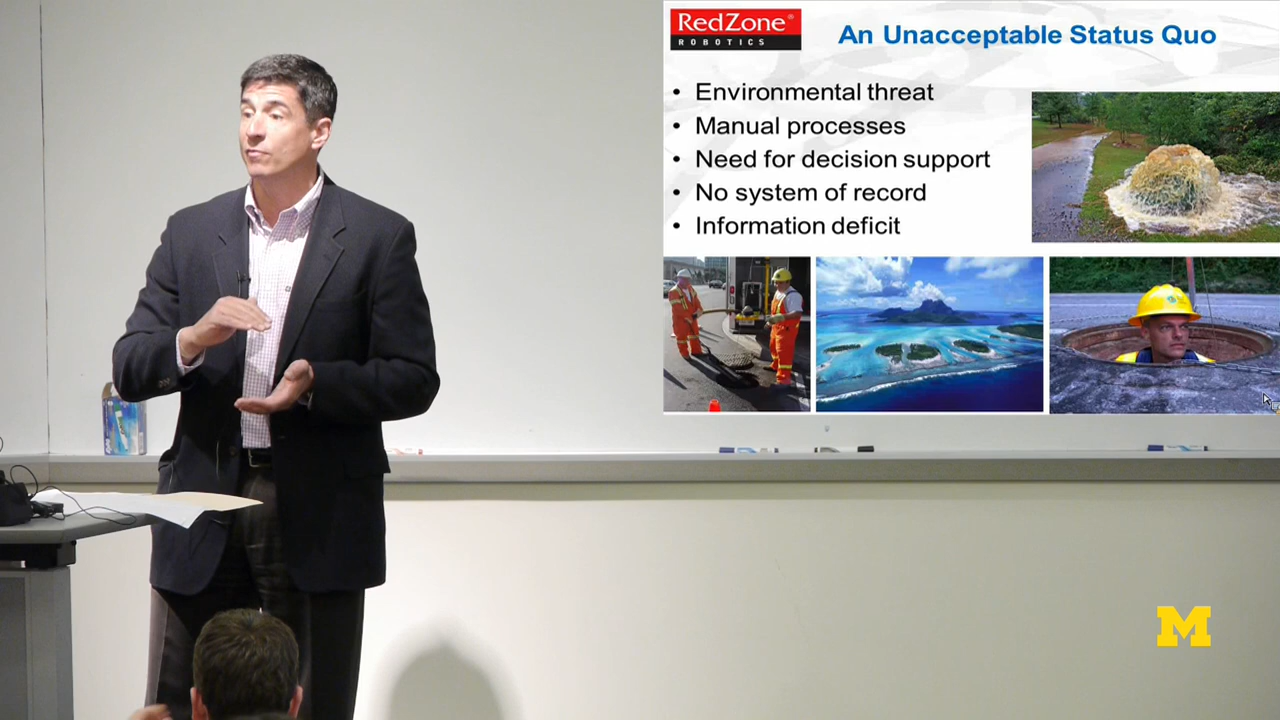 RedZone®
ROBOTICS
An Unacceptable Status Quo
• Environmental threat
• Manual processes
• Need for decision support
• No system of record
• Information deficit
M